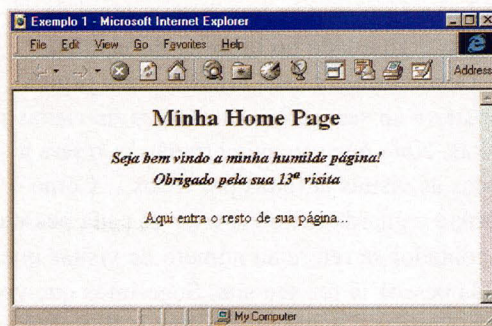 Exemplo 1 - Microsoft Internet Explorer
File Edit View Go Favorites Help
Address
Minha Home Page
Seja bem vindo a minha humilde página!
Obrigado pela sua 13ª visita
Aqui entra o resto de sua página...
My Computer